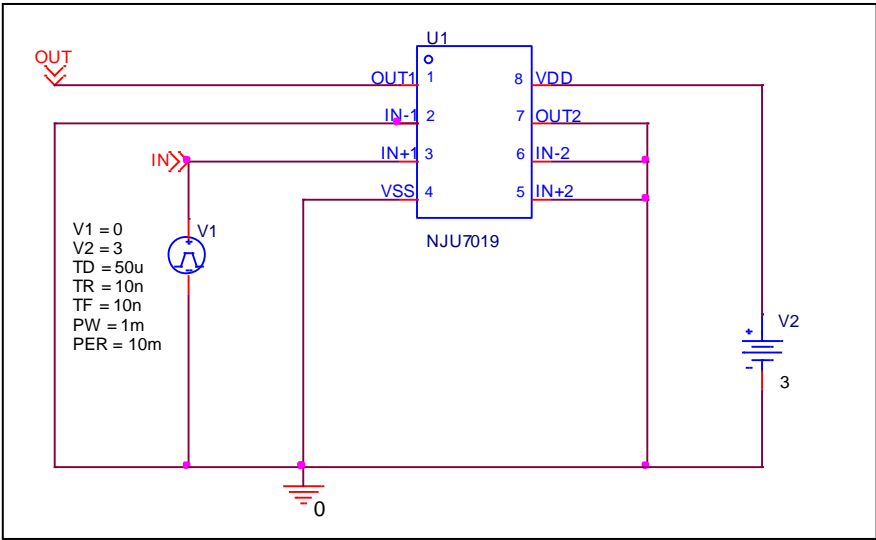 U1
OUT
OUT1 1
8 VDD
IN-1 2
7 OUT2
IN
IN+1 3
6 IN-2
VSS 4
5 IN+2
V1 = 0
V2 = 3
TD = 50u
TR = 10n
TF = 10n
PW = 1m
PER = 10m
V1
NJU7019
V2
3
0